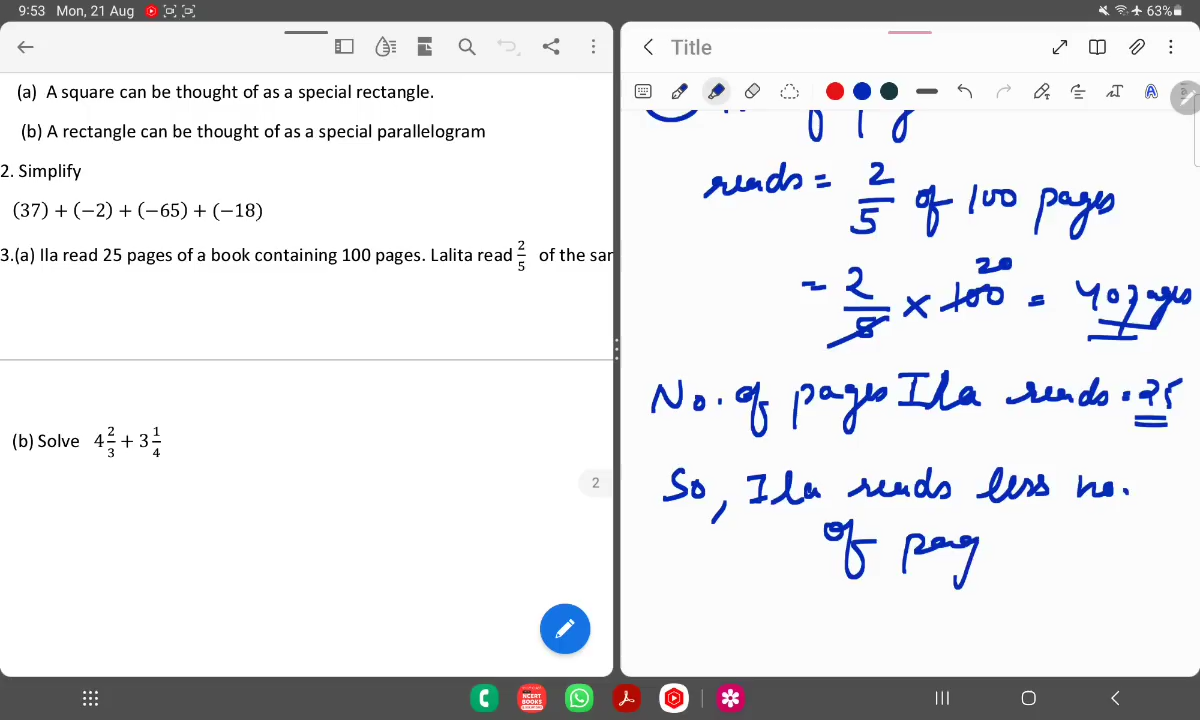 9:53 Mon, 21 Aug
63%
Title
(a) A square can be thought of as a special rectangle.
(b) A rectangle can be thought of as a special parallelogram
2. Simplify
(37) + (−2) + (−65) + (−18)
3.(a) Ila read 25 pages of a book containing 100 pages. Lalita read 2/5 of the sar
(b) Solve 4 2/3 + 3 1/4
2
reads = 2/5 of 100 pages
20
= 2/5 × 100 = 40 pages
No. of pages Ila reads = 25
So, Ila reads less no.
of pag
NCERT
BOOKS